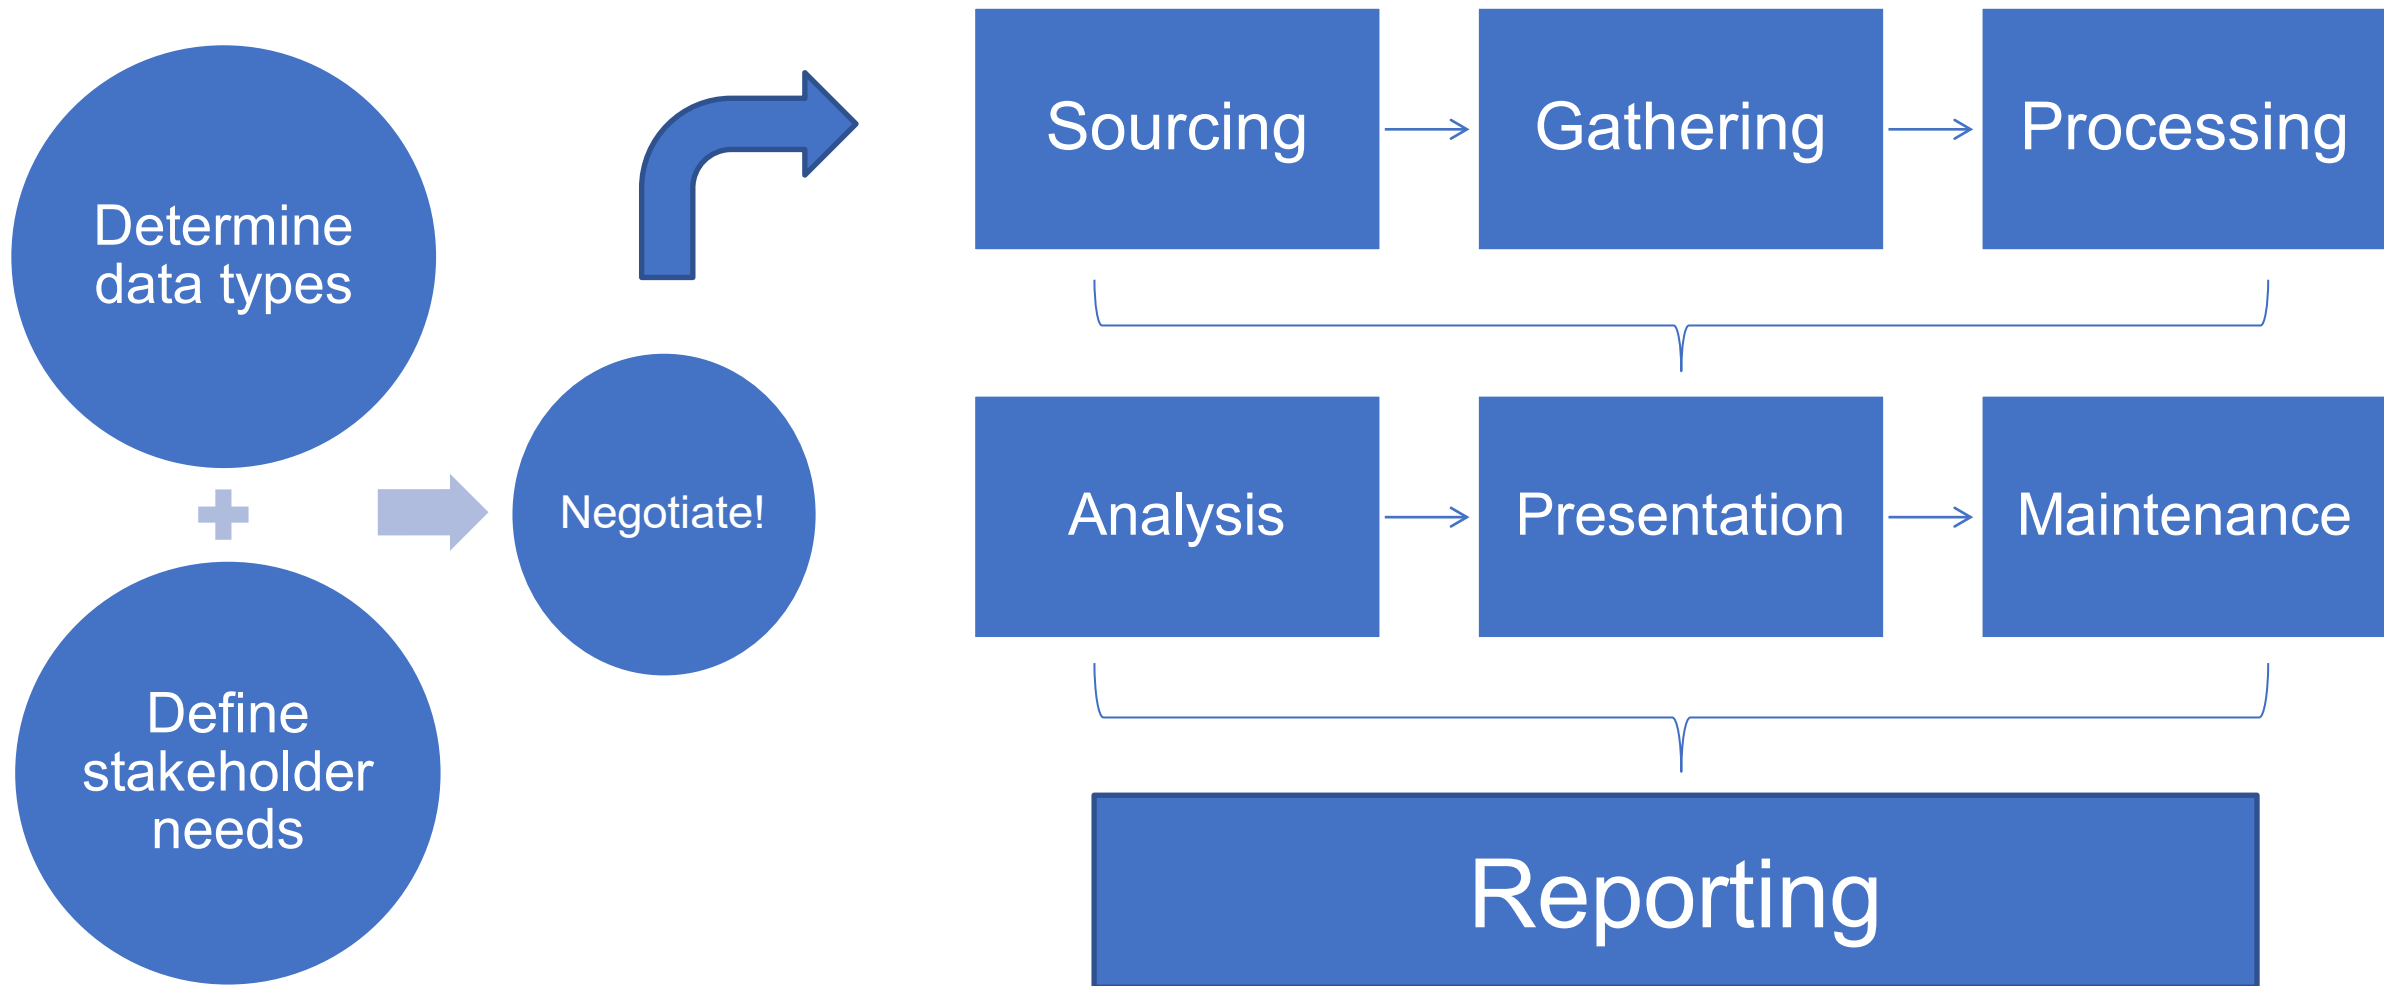 Determine
data types
Define
stakeholder
needs
Negotiate!
Sourcing
Gathering
Processing
Analysis
Presentation
Maintenance
Reporting